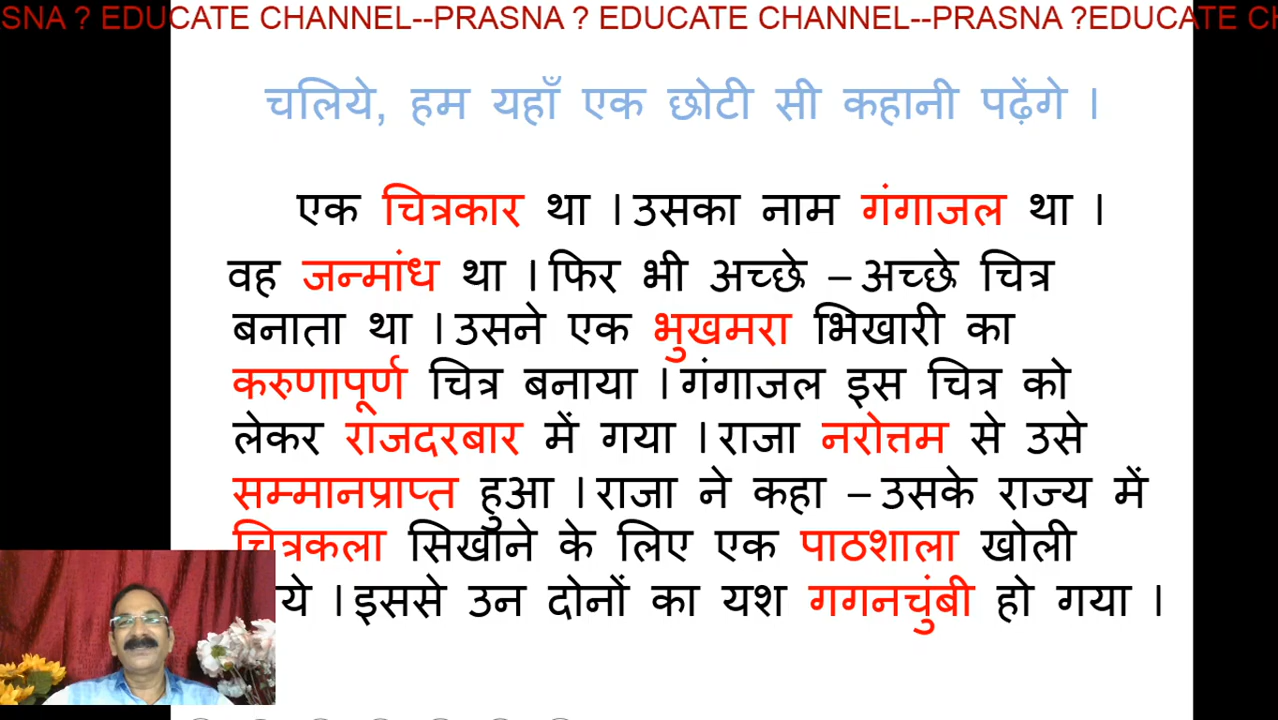 SNA ? EDUCATE CHANNEL--PRASNA ? EDUCATE CHANNEL--PRASNA ?EDUCATE CH
चलिये, हम यहाँ एक छोटी सी कहानी पढ़ेंगे ।
एक चित्रकार था । उसका नाम गंगाजल था ।
वह जन्मांध था । फिर भी अच्छे – अच्छे चित्र
बनाता था । उसने एक भुखमरा भिखारी का
करुणापूर्ण चित्र बनाया । गंगाजल इस चित्र को
लेकर राजदरबार में गया । राजा नरोत्तम से उसे
सम्मानप्राप्त हुआ । राजा ने कहा – उसके राज्य में
चित्रकला सिखाने के लिए एक पाठशाला खोली
ये । इससे उन दोनों का यश गगनचुंबी हो गया ।